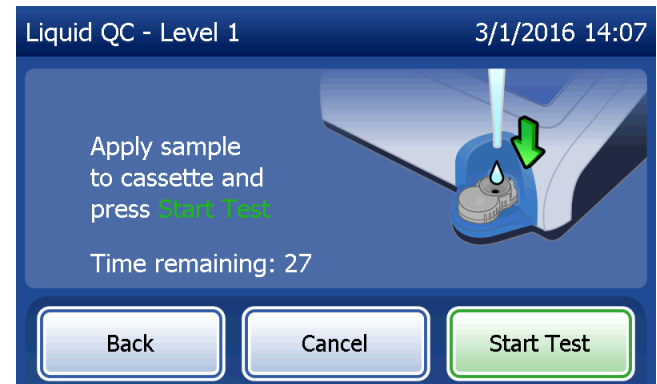 Liquid QC - Level 1 3/1/2016 14:07
Apply sample
to cassette and
press Start Test
Time remaining: 27
Back Cancel Start Test